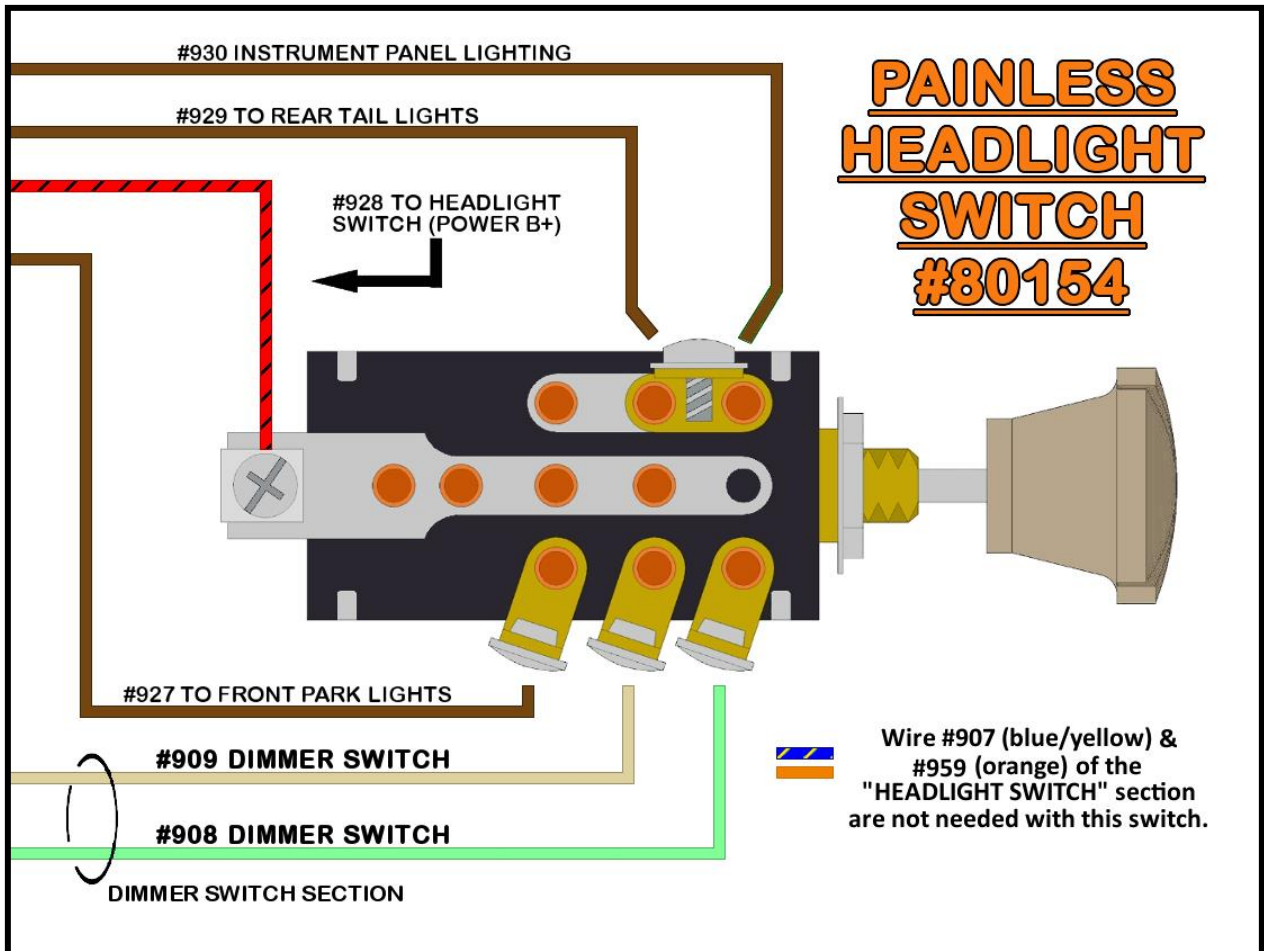 #930 INSTRUMENT PANEL LIGHTING
#929 TO REAR TAIL LIGHTS
#928 TO HEADLIGHT
SWITCH (POWER B+)
PAINLESS
HEADLIGHT
SWITCH
#80154
#927 TO FRONT PARK LIGHTS
#909 DIMMER SWITCH
#908 DIMMER SWITCH
DIMMER SWITCH SECTION
Wire #907 (blue/yellow) &
#959 (orange) of the
"HEADLIGHT SWITCH" section
are not needed with this switch.